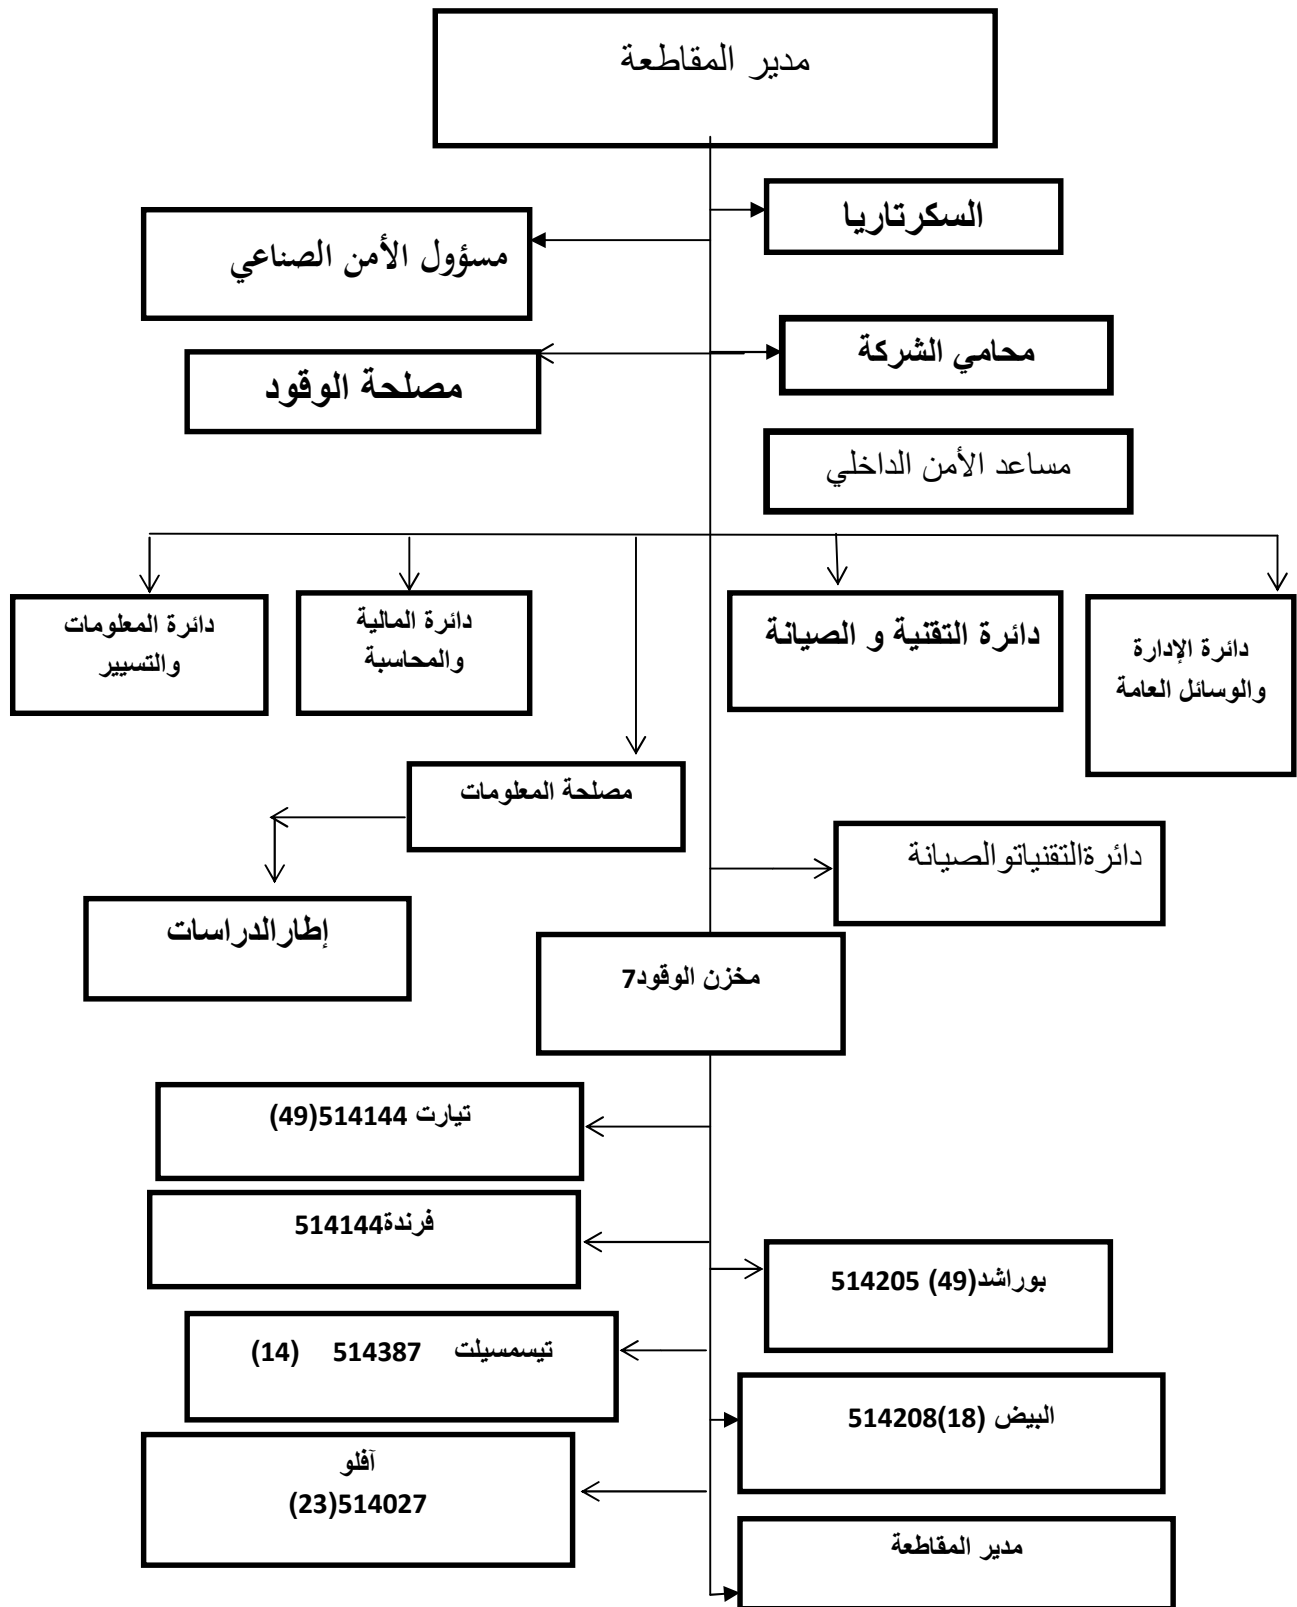 مدير المقاطعة
السكرتاريا
مسؤول الأمن الصناعي
محامي الشركة
مصلحة الوقود
مساعد الأمن الداخلي
دائرة الإدارة
والوسائل العامة
دائرة التقنية و الصيانة
دائرة المالية
والمحاسبة
دائرة المعلومات
والتسيير
مصلحة المعلومات
دائرةالتقنياتوالصيانة
إطارالدراسات
مخزن الوقود7
تيارت 514144(49)
فرندة514144
بوراشد(49) 514205
تيسمسيلت 514387 (14)
البيض (18)514208
آفلو
514027(23)
مدير المقاطعة